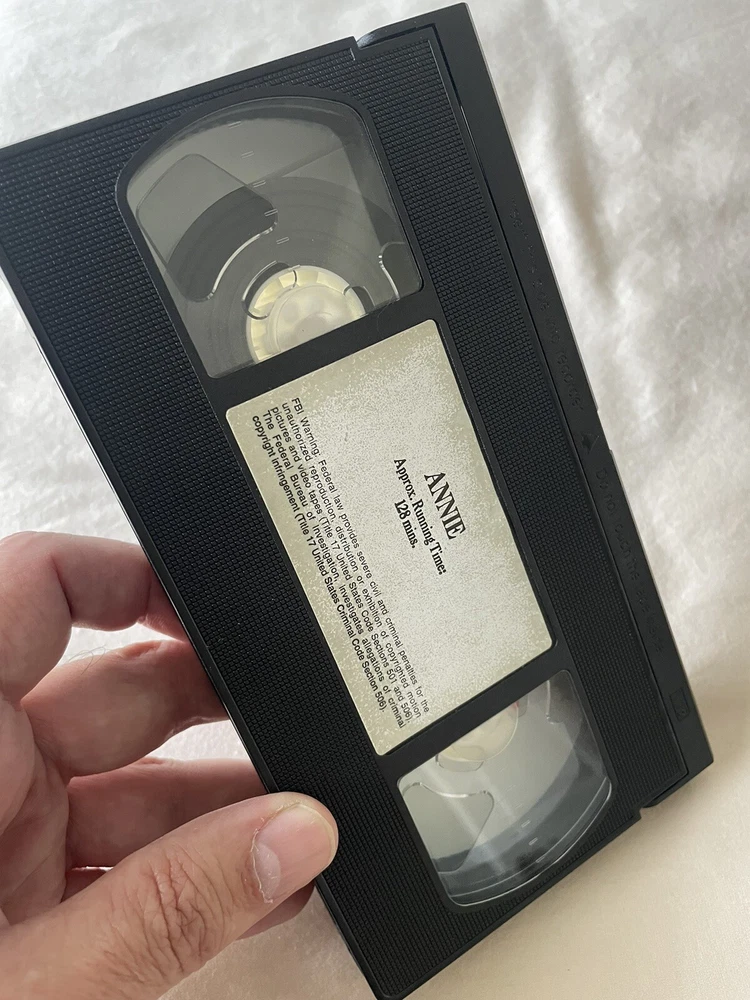 ANNIE
Approx. Running Time:
128 mins.
FBI Warning: Federal law provides severe civil and criminal penalties for the
unauthorized reproduction, distribution or exhibition of copyrighted motion
pictures and video tapes (Title 17 United States Code Sections 501 and 506).
The Federal Bureau of Investigation, investigates allegations of criminal
copyright infringement (Title 17 United States Criminal Code Section 506).